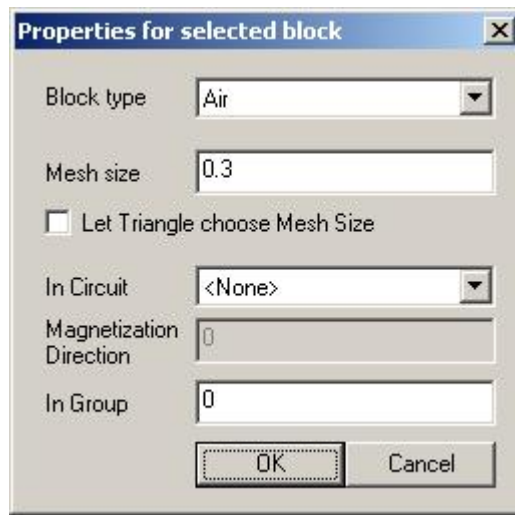 Properties for selected block
Block type Air
Mesh size 0.3
Let Triangle choose Mesh Size
In Circuit <None>
Magnetization
Direction 0
In Group 0
OK Cancel